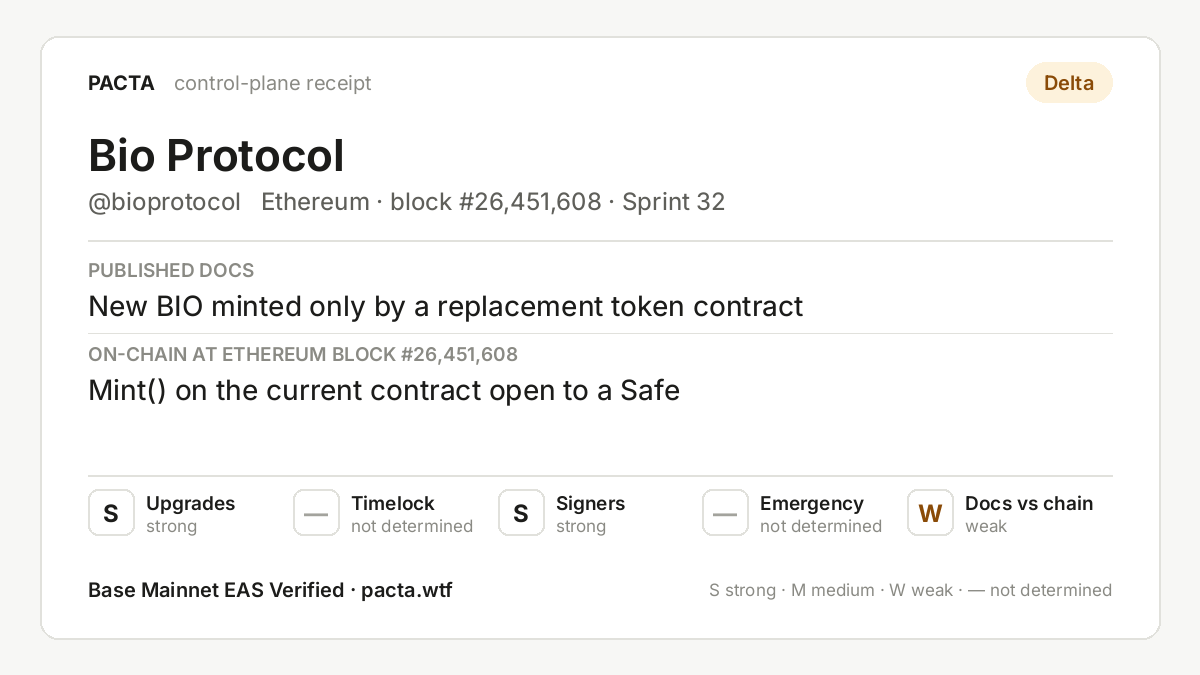 PACTA control-plane receipt Delta
Bio Protocol
@bioprotocol Ethereum · block #26,451,608 · Sprint 32
PUBLISHED DOCS
New BIO minted only by a replacement token contract
ON-CHAIN AT ETHEREUM BLOCK #26,451,608
Mint() on the current contract open to a Safe
S Upgrades strong
— Timelock not determined
S Signers strong
— Emergency not determined
W Docs vs chain weak
Base Mainnet EAS Verified · pacta.wtf
S strong · M medium · W weak · — not determined